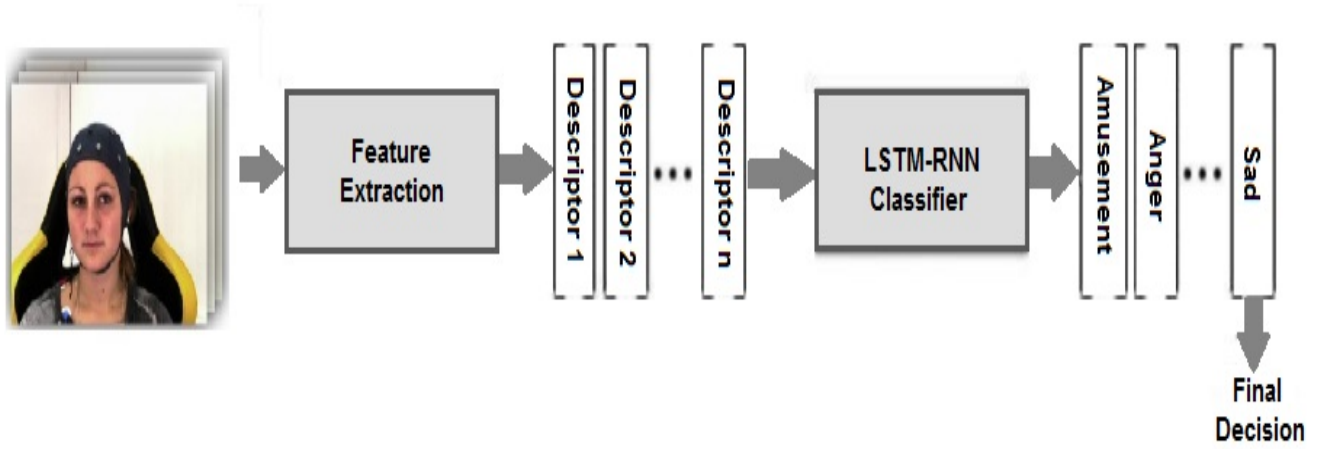 Feature
Extraction
Descriptor 1
Descriptor 2
Descriptor n
LSTM-RNN
Classifier
Amusement
Anger
Sad
Final
Decision